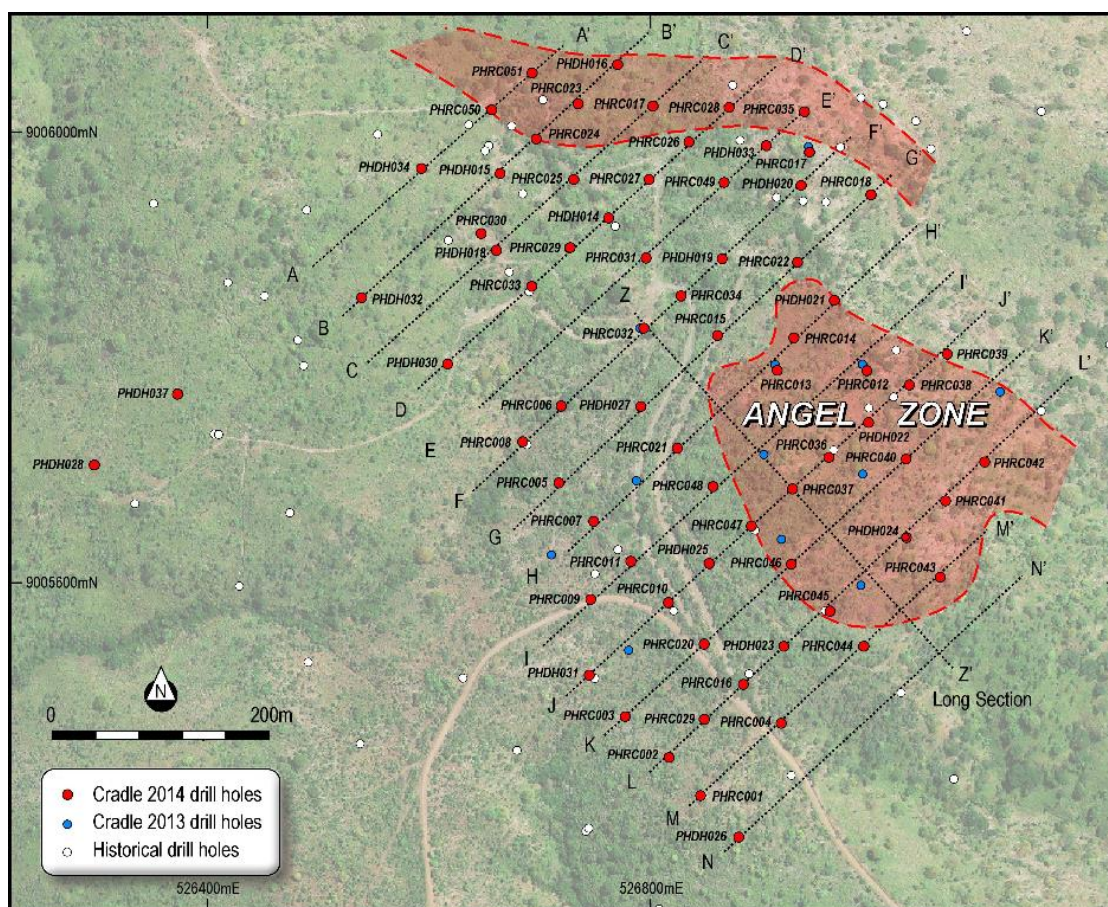 A'
B'
C'
D'
E'
F'
G'
H'
I'
J'
K'
L'
M'
N'
PHDH016
PHRC051
PHRC023
PHRC050
PHRC017
PHRC028
PHRC035
9006000mN
PHRC024
PHRC026
PHDH033
PHRC017
PHDH034
PHDH015
PHRC025
PHRC027
PHRC049
PHDH020
PHRC018
PHDH014
PHRC030
PHDH018
PHRC029
PHRC031
PHDH019
PHRC022
A
PHRC033
PHDH032
PHRC034
PHDH021
B
Z
PHRC032
PHRC015
PHRC014
C
PHDH030
PHRC039
PHRC013
PHRC012
PHRC038
PHDH037
D
PHRC006
PHDH027
ANGEL ZONE
PHDH022
E
PHRC008
PHRC021
PHRC036
PHRC040
PHRC042
PHDH028
F
PHRC005
PHRC048
PHRC037
PHRC041
G
PHRC007
PHRC047
PHDH024
H
PHRC011
PHDH025
PHRC046
PHRC043
9005600mN
PHRC009
PHRC010
PHRC045
I
PHRC020
PHDH023
PHRC044
PHDH031
J
PHRC016
Z'
Long Section
PHRC003
PHRC029
PHRC004
K
PHRC002
L
PHRC001
M
PHDH026
N
N
0
200m
Cradle 2014 drill holes
Cradle 2013 drill holes
Historical drill holes
526400mE
526800mE